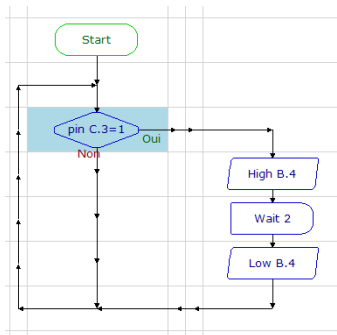 Start
pin C.3=1
Oui
Non
High B.4
Wait 2
Low B.4